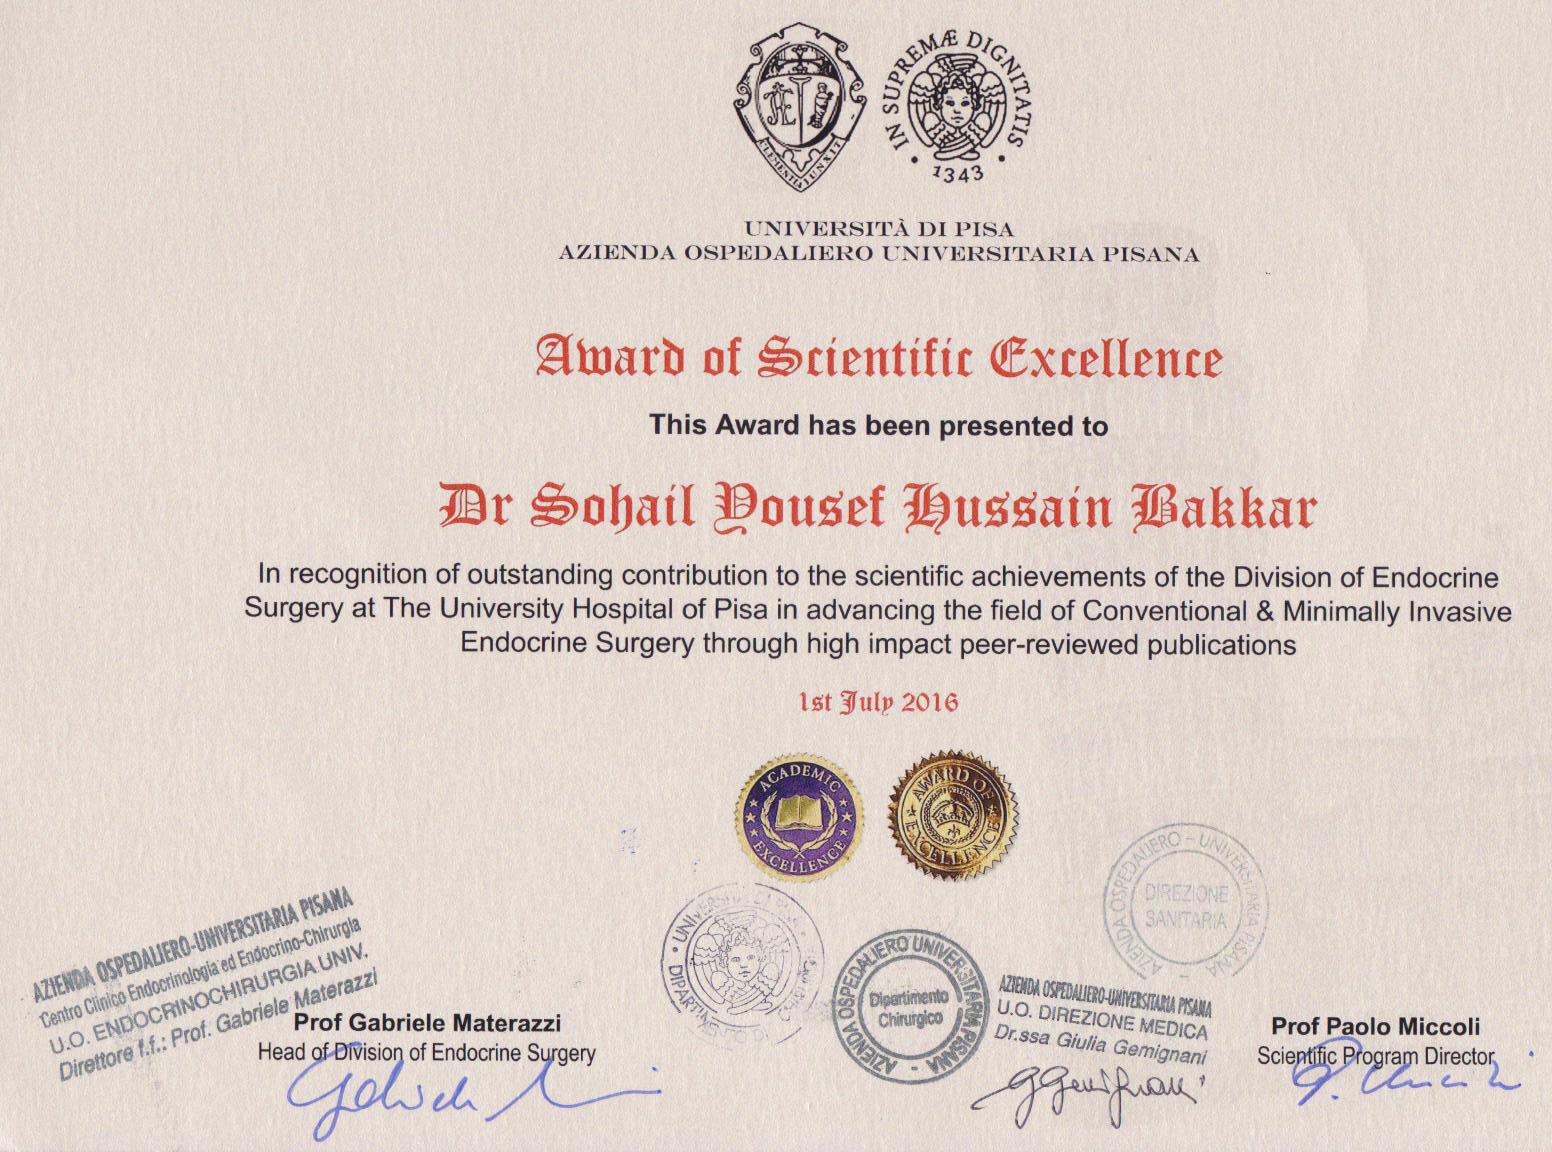 CLEMENTIA IUNXIT
IN SUPREMÆ DIGNITATIS
1343
UNIVERSITÀ DI PISA
AZIENDA OSPEDALIERO UNIVERSITARIA PISANA
Award of Scientific Excellence
This Award has been presented to
Dr Sohail Yousef Hussain Bakkar
In recognition of outstanding contribution to the scientific achievements of the Division of Endocrine
Surgery at The University Hospital of Pisa in advancing the field of Conventional & Minimally Invasive
Endocrine Surgery through high impact peer-reviewed publications
1st July 2016
ACADEMIC
EXCELLENCE
AWARD OF
EXCELLENCE
AZIENDA OSPEDALIERO - UNIVERSITARIA PISANA
DIREZIONE
SANITARIA
AZIENDA OSPEDALIERO-UNIVERSITARIA PISANA
Centro Clinico Endocrinologia ed Endocrino-Chirurgia
U.O. ENDOCRINOCHIRURGIA UNIV.
Direttore f.f.: Prof. Gabriele Materazzi
Prof Gabriele Materazzi
Head of Division of Endocrine Surgery
AZIENDA OSPEDALIERO UNIVERSITARIA PISANA
Dipartimento
Chirurgico
AZIENDA OSPEDALIERO-UNIVERSITARIA PISANA
U.O. DIREZIONE MEDICA
Dr.ssa Giulia Gemignani
Prof Paolo Miccoli
Scientific Program Director